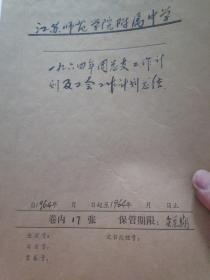 江苏师范学院附属中学
一九六四年团总支工作计
划及工会工作计划总结
自1964年 月 日起至1964年 月 日止
卷内17张 保管期限: